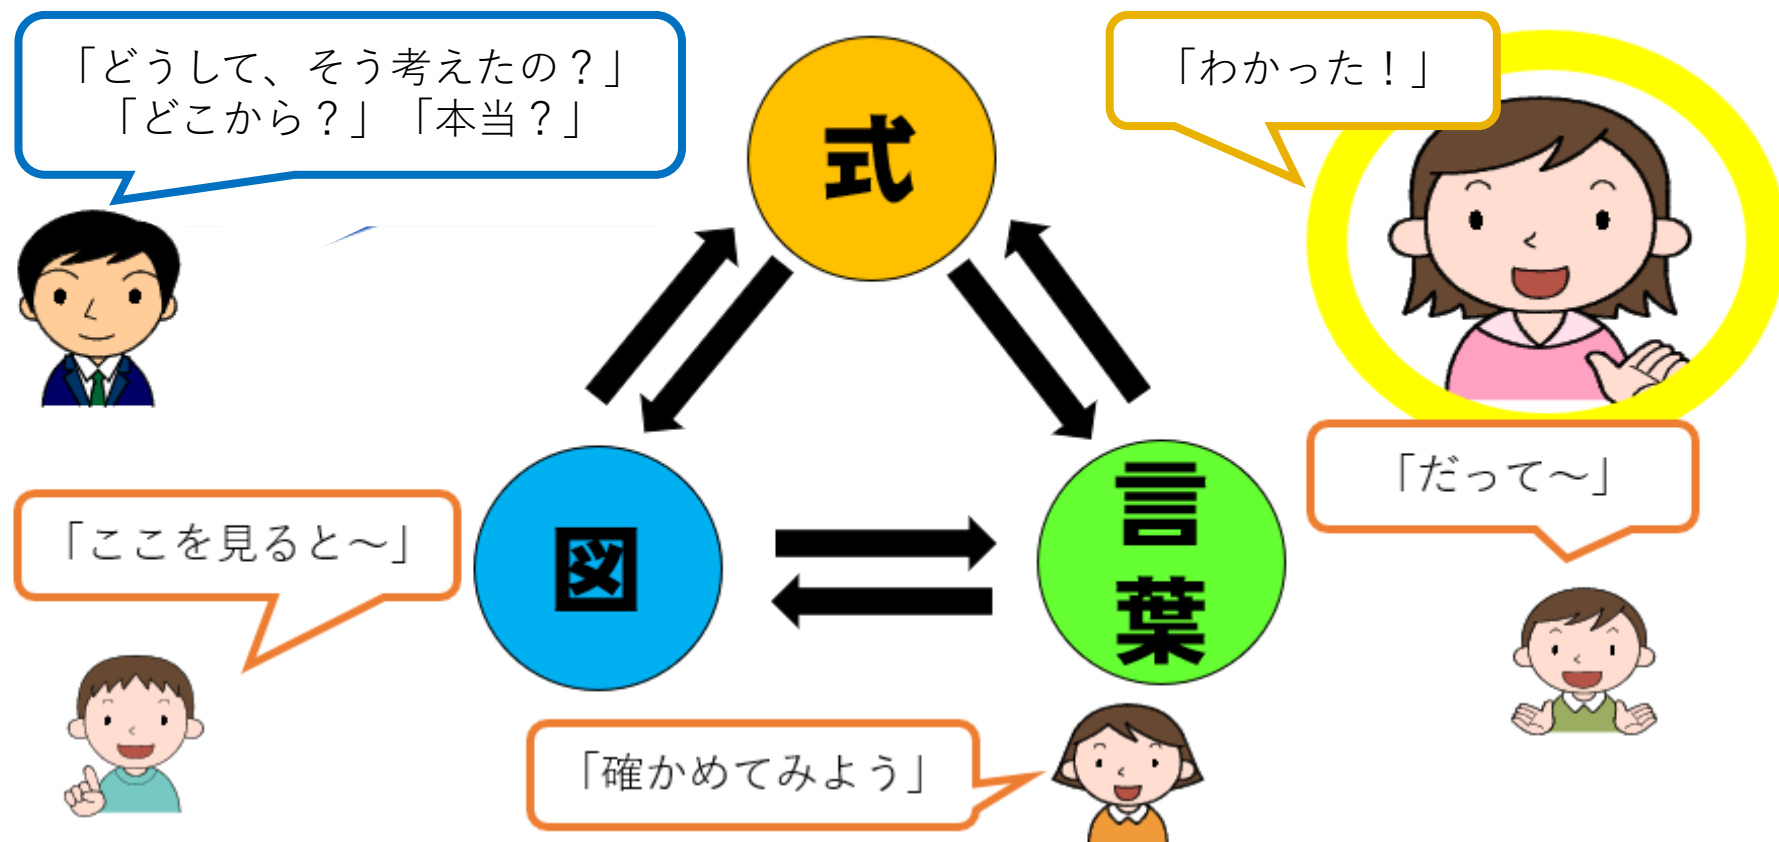 「どうして、そう考えたの？」
「どこから？」「本当？」
式
「わかった！」
図
言葉
「だって～」
「ここを見ると～」
「確かめてみよう」